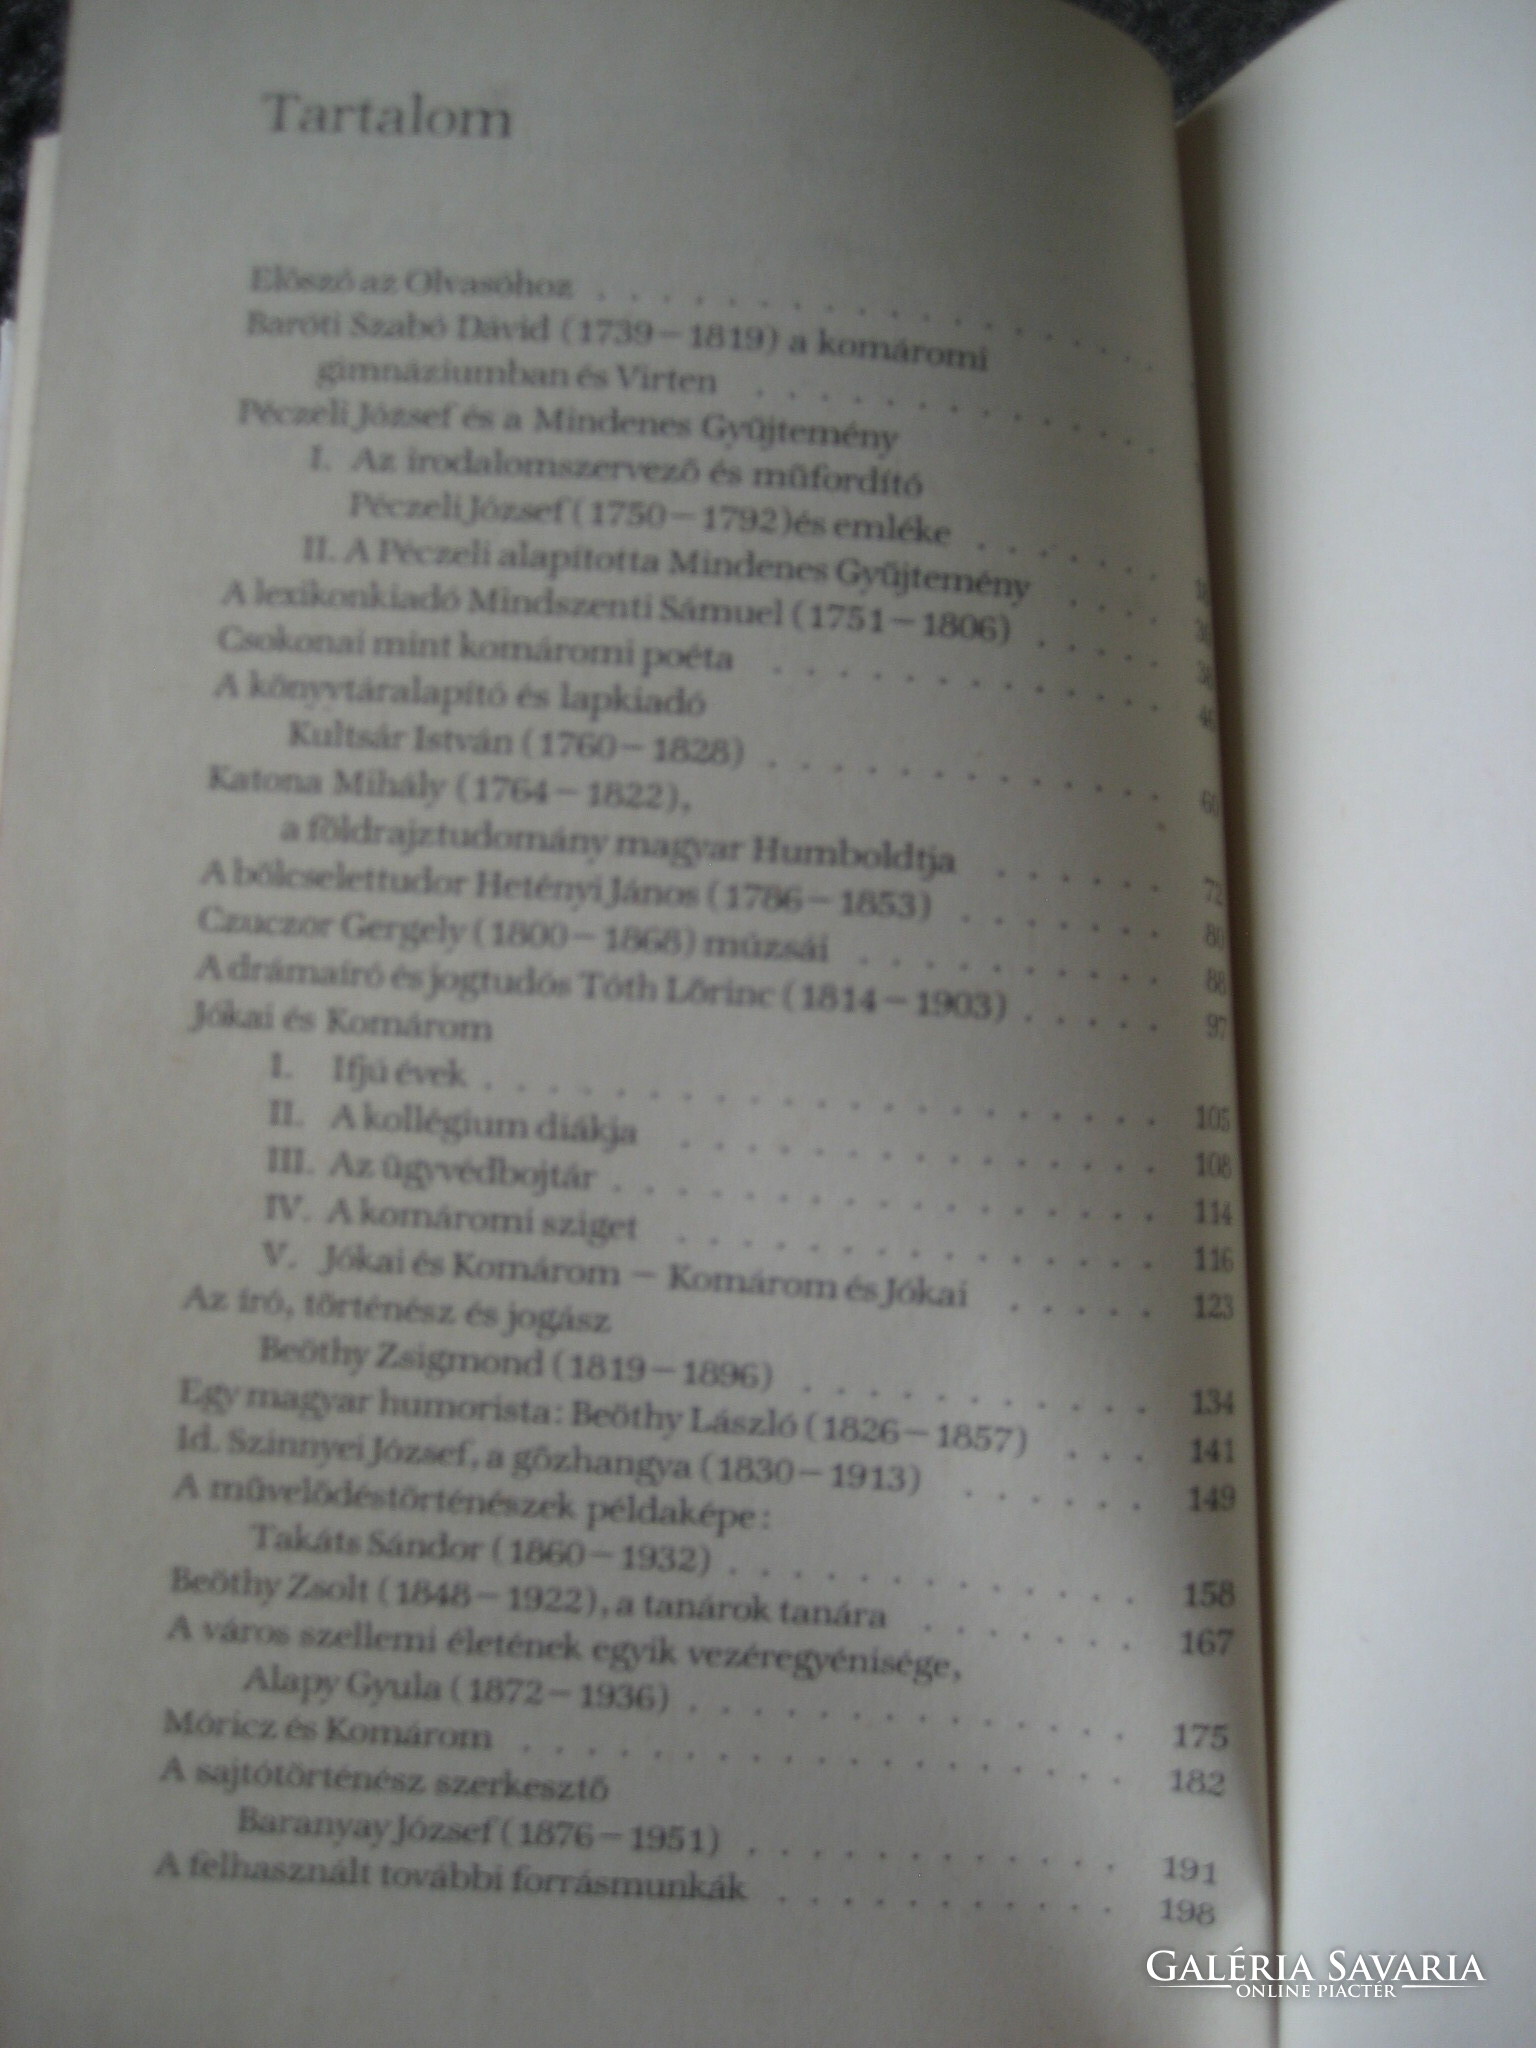 Tartalom
Előszó az Olvasóhoz . . . . . . . . . . . . . . . . .
Baróti Szabó Dávid (1739–1819) a komáromi
gimnáziumban és Virten . . . . . . . . . . . . .
Péczeli József és a Mindenes Gyűjtemény
I. Az irodalomszervező és műfordító
Péczeli József (1750–1792) és emléke . . . . . .
II. A Péczeli alapította Mindenes Gyűjtemény . . .
A lexikonkiadó Mindszenti Sámuel (1751–1806) . . . .
Csokonai mint komáromi poéta . . . . . . . . . . . .
A könyvtáralapító és lapkiadó
Kultsár István (1760–1828) . . . . . . . . . . . .
Katona Mihály (1764–1822),
a földrajztudomány magyar Humboldtja . . . . . . 72
A bölcselettudor Hetényi János (1786–1853) . . . . . . 80
Czuczor Gergely (1800–1868) múzsái . . . . . . . . . . 88
A drámaíró és jogtudós Tóth Lőrinc (1814–1903) . . . . . 97
Jókai és Komárom
I. Ifjú évek . . . . . . . . . . . . . . . . . . . . . 105
II. A kollégium diákja . . . . . . . . . . . . . . . 108
III. Az ügyvédbojtár . . . . . . . . . . . . . . . . . 114
IV. A komáromi sziget . . . . . . . . . . . . . . . 116
V. Jókai és Komárom – Komárom és Jókai . . . . . 123
Az író, történész és jogász
Beöthy Zsigmond (1819–1896) . . . . . . . . . . . 134
Egy magyar humorista: Beöthy László (1826–1857) . . . 141
Id. Szinnyei József, a gőzhangya (1830–1913) . . . . . . 149
A művelődéstörténészek példaképe:
Takáts Sándor (1860–1932) . . . . . . . . . . . . . 158
Beöthy Zsolt (1848–1922), a tanárok tanára . . . . . . . 167
A város szellemi életének egyik vezéregyénisége,
Alapy Gyula (1872–1936) . . . . . . . . . . . . . . 175
Móricz és Komárom . . . . . . . . . . . . . . . . . . . 182
A sajtótörténész szerkesztő
Baranyay József (1876–1951) . . . . . . . . . . . . 191
A felhasznált további forrásmunkák . . . . . . . . . . . 198
GALÉRIA SAVARIA
ONLINE PIACTÉR